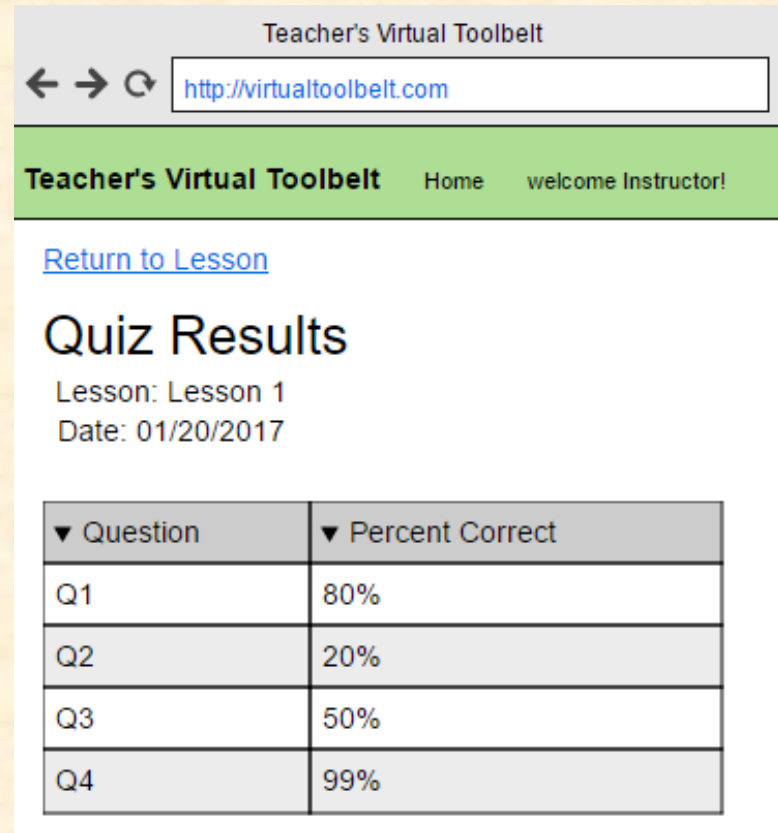 Teacher's Virtual Toolbelt
http://virtualtoolbelt.com
Teacher's Virtual Toolbelt Home welcome Instructor!
Return to Lesson
Quiz Results
Lesson: Lesson 1
Date: 01/20/2017
▼ Question ▼ Percent Correct
Q1 80%
Q2 20%
Q3 50%
Q4 99%